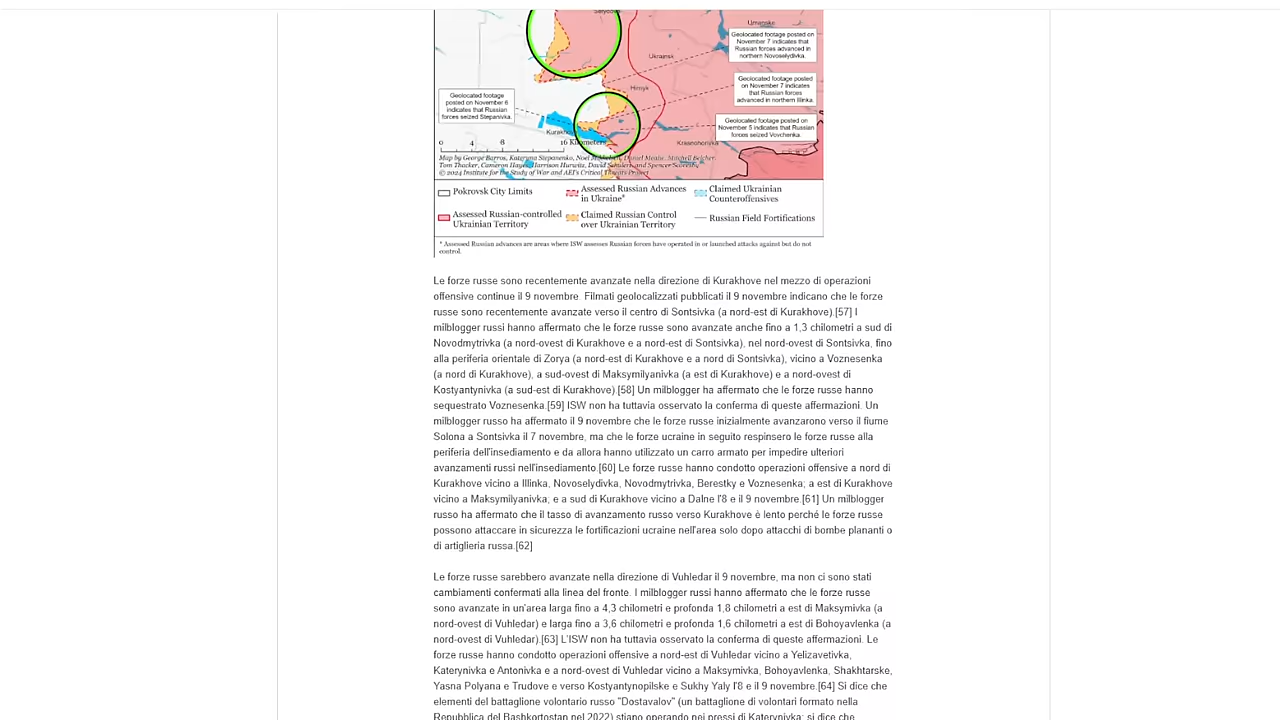 Selydove
Umanske
Geolocated footage posted on
November 7 indicates that
Russian forces advanced in
northern Novoselydivka.
Ukrainsk
Geolocated footage posted
on November 7 indicates
that Russian forces
advanced in northern Illinka.
Hirnyk
Geolocated footage
posted on November 6
indicates that Russian
forces seized Stepanivka.
Geolocated footage posted on
November 5 indicates that Russian
forces seized Vovchenka.
Krasnohorivka
0 4 8 16 Kilometers
Map by George Barros, Kateryna Stepanenko, Noel Mikkelsen, Daniel Mealie, Mitchell Belcher,
Tom Thacker, Cameron Hayes, Harrison Hurwitz, David
© 2024 Institute for the Study of War and AEI's Critical Threats Project
Pokrovsk City Limits
Assessed Russian-controlled
Ukrainian Territory
Assessed Russian Advances
in Ukraine*
Claimed Russian Control
over Ukrainian Territory
Claimed Ukrainian
Counteroffensives
Russian Field Fortifications
* Assessed Russian advances are areas where ISW assesses Russian forces have operated in or launched attacks against but do not
control.
Le forze russe sono recentemente avanzate nella direzione di Kurakhove nel mezzo di operazioni
offensive continue il 9 novembre. Filmati geolocalizzati pubblicati il 9 novembre indicano che le forze
russe sono recentemente avanzate verso il centro di Sontsivka (a nord-est di Kurakhove).[57] I
milblogger russi hanno affermato che le forze russe sono avanzate anche fino a 1,3 chilometri a sud di
Novodmytrivka (a nord-ovest di Kurakhove e a nord-est di Sontsivka), nel nord-ovest di Sontsivka, fino
alla periferia orientale di Zorya (a nord-est di Kurakhove e a nord di Sontsivka), vicino a Voznesenka
(a nord di Kurakhove), a sud-ovest di Maksymilyanivka (a est di Kurakhove) e a nord-ovest di
Kostyantynivka (a sud-est di Kurakhove).[58] Un milblogger ha affermato che le forze russe hanno
sequestrato Voznesenka.[59] ISW non ha tuttavia osservato la conferma di queste affermazioni. Un
milblogger russo ha affermato il 9 novembre che le forze russe inizialmente avanzarono verso il fiume
Solona a Sontsivka il 7 novembre, ma che le forze ucraine in seguito respinsero le forze russe alla
periferia dell'insediamento e da allora hanno utilizzato un carro armato per impedire ulteriori
avanzamenti russi nell'insediamento.[60] Le forze russe hanno condotto operazioni offensive a nord di
Kurakhove vicino a Illinka, Novoselydivka, Novodmytrivka, Berestky e Voznesenka; a est di Kurakhove
vicino a Maksymilyanivka; e a sud di Kurakhove vicino a Dalne l'8 e il 9 novembre.[61] Un milblogger
russo ha affermato che il tasso di avanzamento russo verso Kurakhove è lento perché le forze russe
possono attaccare in sicurezza le fortificazioni ucraine nell'area solo dopo attacchi di bombe plananti o
di artiglieria russa.[62]
Le forze russe sarebbero avanzate nella direzione di Vuhledar il 9 novembre, ma non ci sono stati
cambiamenti confermati alla linea del fronte. I milblogger russi hanno affermato che le forze russe
sono avanzate in un'area larga fino a 4,3 chilometri e profonda 1,8 chilometri a est di Maksymivka (a
nord-ovest di Vuhledar) e larga fino a 3,6 chilometri e profonda 1,6 chilometri a est di Bohoyavlenka (a
nord-ovest di Vuhledar).[63] L'ISW non ha tuttavia osservato la conferma di queste affermazioni. Le
forze russe hanno condotto operazioni offensive a nord-est di Vuhledar vicino a Yelizavetivka,
Katerynivka e Antonivka e a nord-ovest di Vuhledar vicino a Maksymivka, Bohoyavlenka, Shakhtarske,
Yasna Polyana e Trudove e verso Kostyantynopilske e Sukhy Yaly l'8 e il 9 novembre.[64] Si dice che
elementi del battaglione volontario russo "Dostavalov" (un battaglione di volontari formato nella
Repubblica del Bashkortostan nel 2022) stiano operando nei pressi di Katerynivka; si dice che